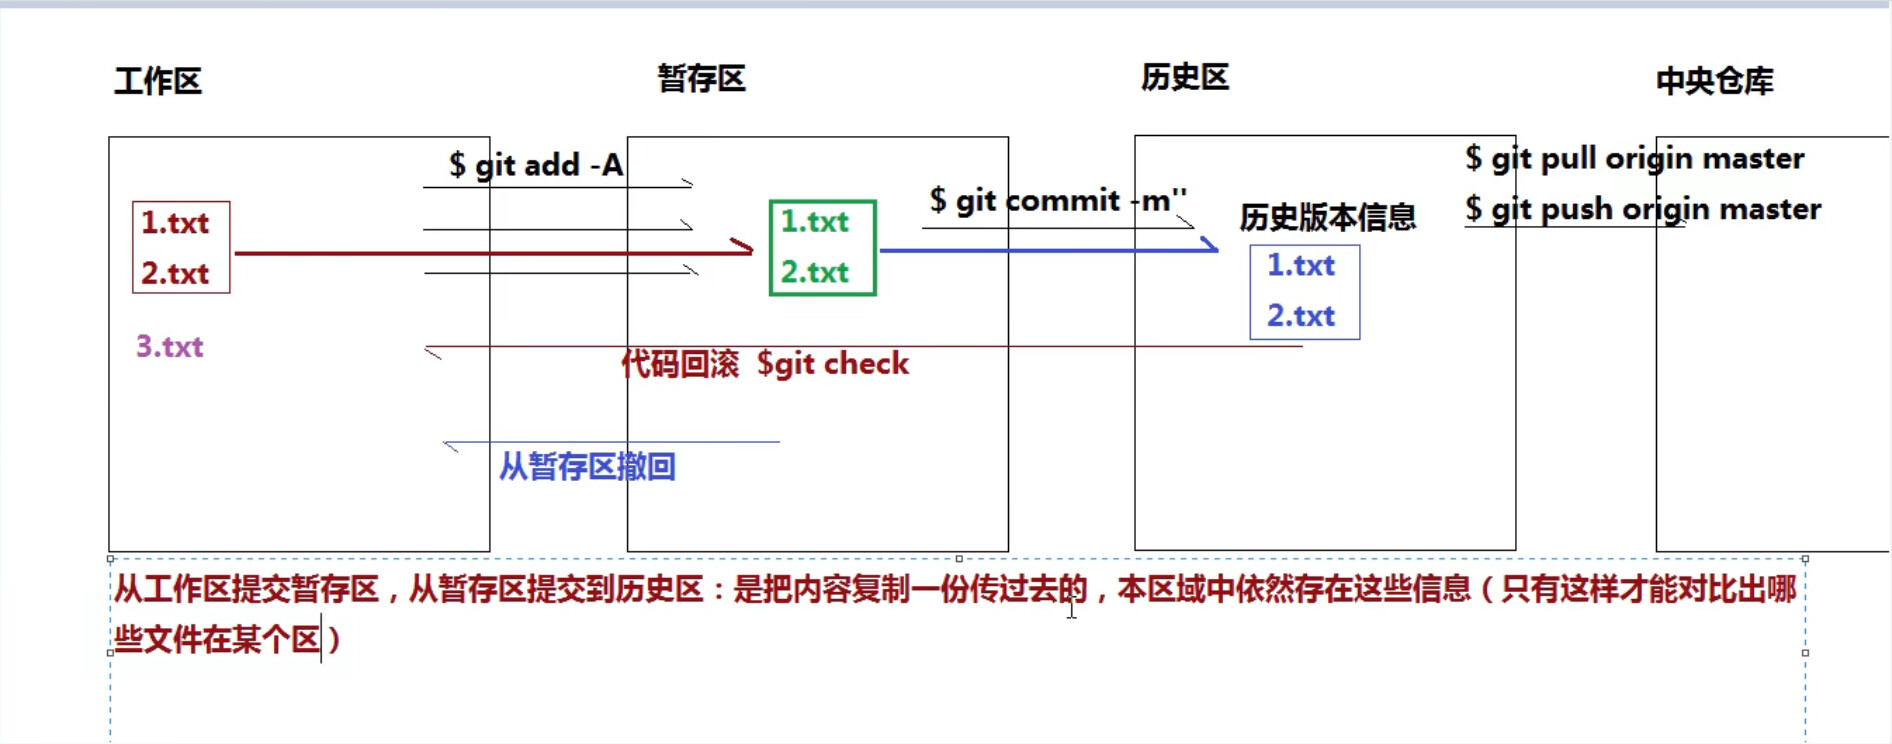 工作区
暂存区
历史区
中央仓库
$ git add -A
$ git commit -m''
$ git pull origin master
$ git push origin master
1.txt
2.txt
3.txt
1.txt
2.txt
历史版本信息
1.txt
2.txt
代码回滚 $git check
从暂存区撤回
从工作区提交暂存区，从暂存区提交到历史区：是把内容复制一份传过去的，本区域中依然存在这些信息（只有这样才能对比出哪
些文件在某个区）